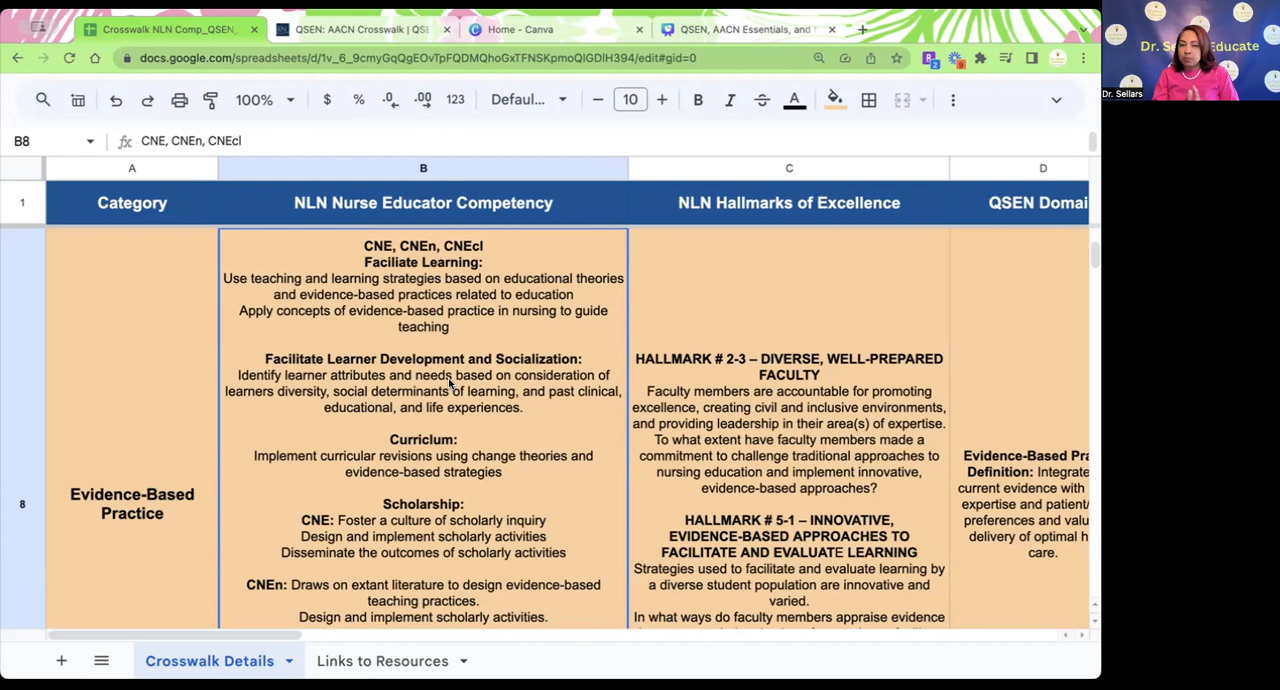 Crosswalk NLN Comp_QSEN_
QSEN: AACN Crosswalk | QSE
Home - Canva
QSEN, AACN Essentials, and N
docs.google.com/spreadsheets/d/1v_6_9cmyGqQgEOvTpFQDMQhoGxTFNSKpmoQIGDIH394/edit#gid=0
100%
$
%
.0
.00
123
Defaul...
10
B
I
A
B8
fx
CNE, CNEn, CNEcl
A
B
C
D
1
Category
NLN Nurse Educator Competency
NLN Hallmarks of Excellence
QSEN Domai
8
Evidence-Based
Practice
CNE, CNEn, CNEcl
Faciliate Learning:
Use teaching and learning strategies based on educational theories
and evidence-based practices related to education
Apply concepts of evidence-based practice in nursing to guide
teaching
Facilitate Learner Development and Socialization:
Identify learner attributes and needs based on consideration of
learners diversity, social determinants of learning, and past clinical,
educational, and life experiences.
Curriclum:
Implement curricular revisions using change theories and
evidence-based strategies
Scholarship:
CNE: Foster a culture of scholarly inquiry
Design and implement scholarly activities
Disseminate the outcomes of scholarly activities
CNEn: Draws on extant literature to design evidence-based
teaching practices.
Design and implement scholarly activities.
HALLMARK # 2-3 – DIVERSE, WELL-PREPARED
FACULTY
Faculty members are accountable for promoting
excellence, creating civil and inclusive environments,
and providing leadership in their area(s) of expertise.
To what extent have faculty members made a
commitment to challenge traditional approaches to
nursing education and implement innovative,
evidence-based approaches?
HALLMARK # 5-1 – INNOVATIVE,
EVIDENCE-BASED APPROACHES TO
FACILITATE AND EVALUATE LEARNING
Strategies used to facilitate and evaluate learning by
a diverse student population are innovative and
varied.
In what ways do faculty members appraise evidence
Evidence-Based Pra
Definition: Integrate
current evidence with
expertise and patient/
preferences and valu
delivery of optimal h
care.
Crosswalk Details
Links to Resources
Dr. Se
Educate
Dr. Sellars